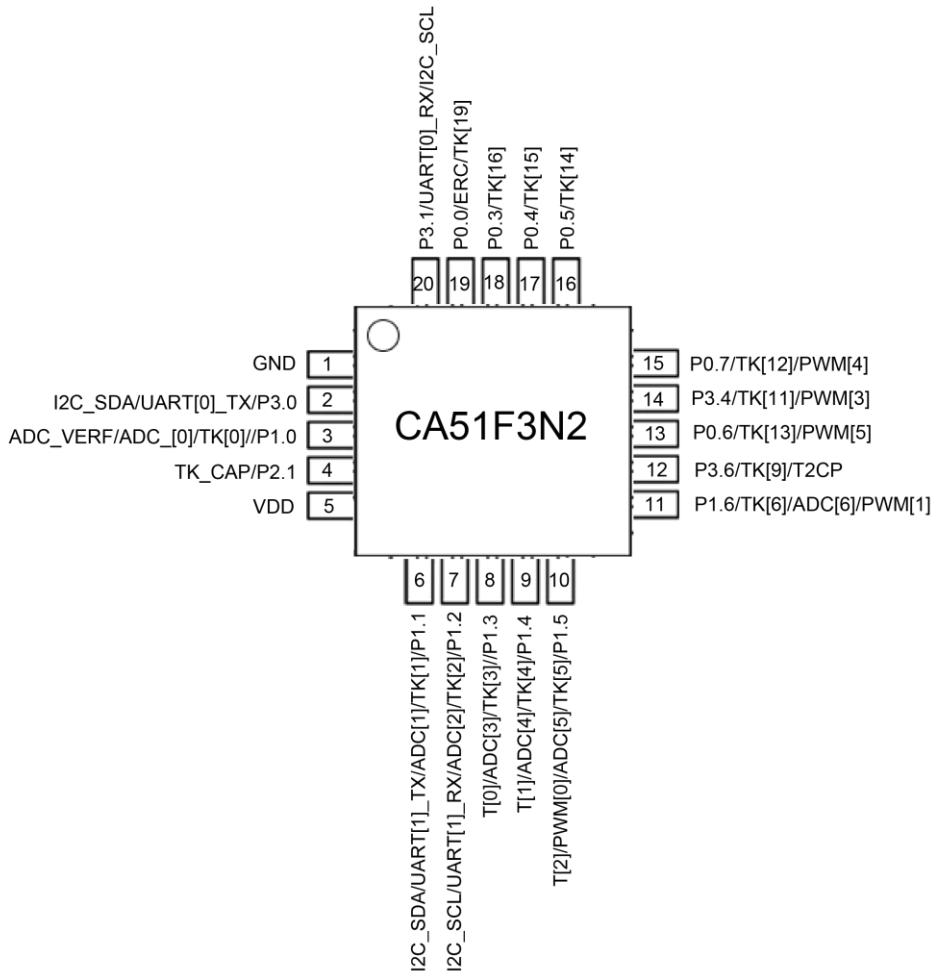 P3.1/UART[0]_RX/I2C_SCL
P0.0/ERC/TK[19]
P0.3/TK[16]
P0.4/TK[15]
P0.5/TK[14]
20
19
18
17
16
GND 1
I2C_SDA/UART[0]_TX/P3.0 2
ADC_VERF/ADC_[0]/TK[0]//P1.0 3
TK_CAP/P2.1 4
VDD 5
CA51F3N2
15 P0.7/TK[12]/PWM[4]
14 P3.4/TK[11]/PWM[3]
13 P0.6/TK[13]/PWM[5]
12 P3.6/TK[9]/T2CP
11 P1.6/TK[6]/ADC[6]/PWM[1]
6
7
8
9
10
I2C_SDA/UART[1]_TX/ADC[1]/TK[1]/P1.1
I2C_SCL/UART[1]_RX/ADC[2]/TK[2]/P1.2
T[0]/ADC[3]/TK[3]//P1.3
T[1]/ADC[4]/TK[4]/P1.4
T[2]/PWM[0]/ADC[5]/TK[5]/P1.5